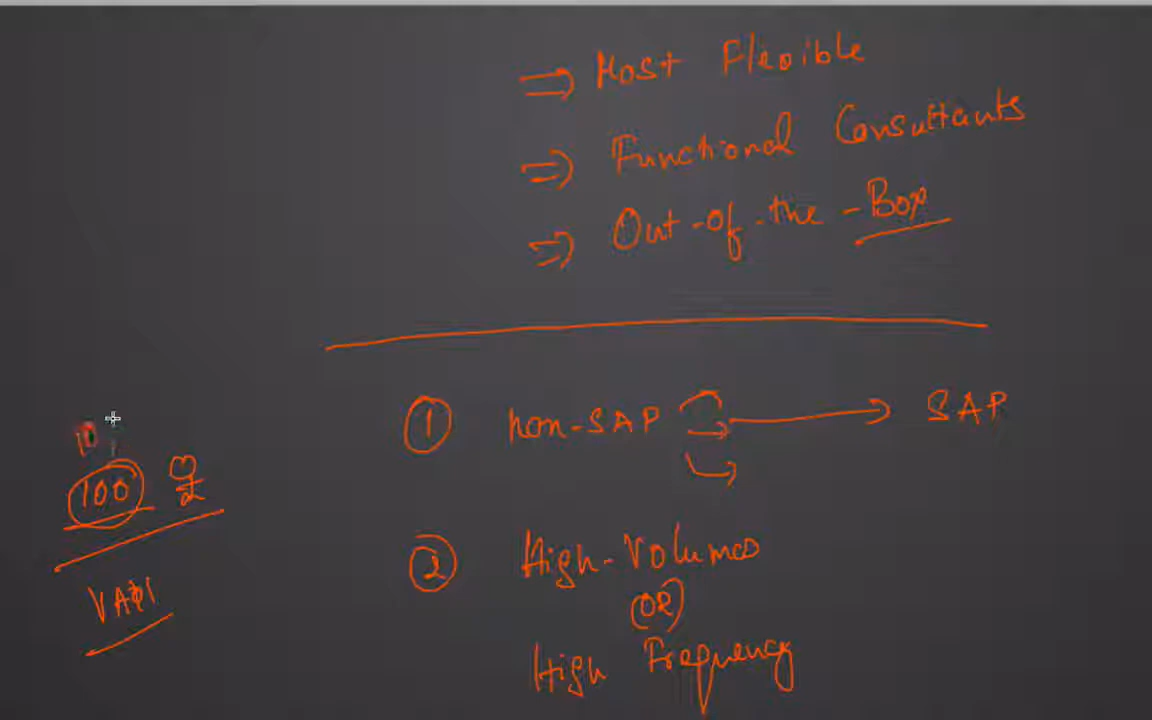 ⇒ Most Flexible
⇒ Functional Consultants
⇒ Out-of-the-Box
① non-SAP → SAP
10
100
② High-Volumes
(OR)
High Frequency